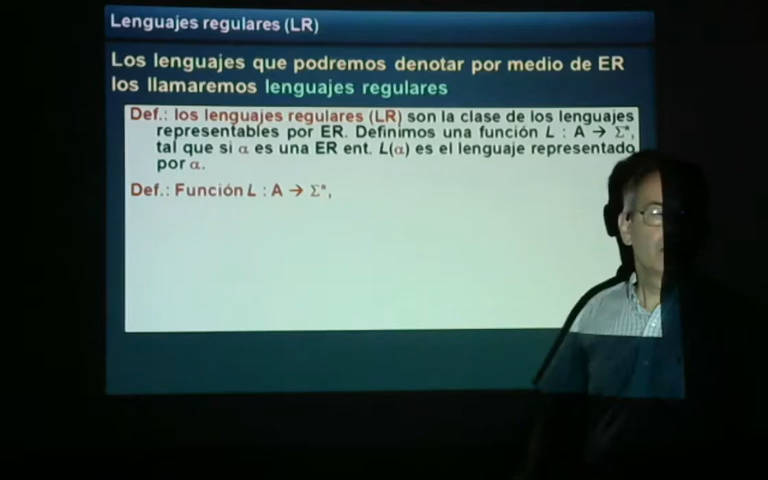 Lenguajes regulares (LR)
Los lenguajes que podremos denotar por medio de ER
los llamaremos lenguajes regulares
Def.: los lenguajes regulares (LR) son la clase de los lenguajes
representables por ER. Definimos una función L : A → Σ*,
tal que si α es una ER ent. L(α) es el lenguaje representado
por α.
Def.: Función L : A → Σ*,